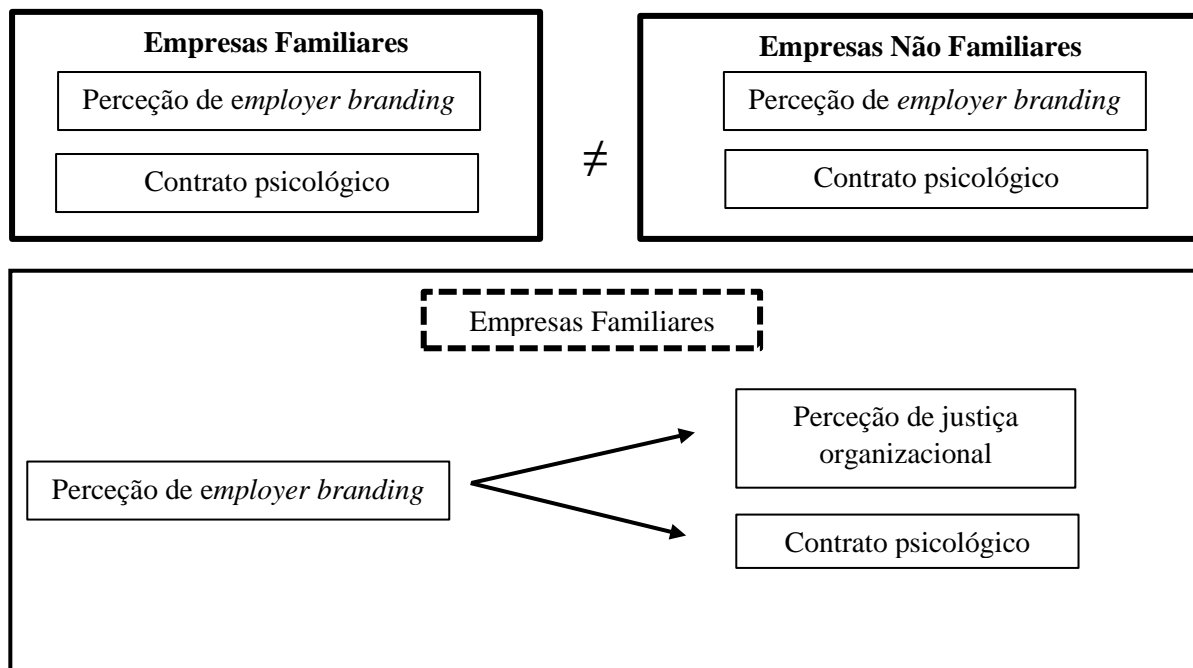 Empresas Familiares
Perceção de employer branding
Contrato psicológico
≠
Empresas Não Familiares
Perceção de employer branding
Contrato psicológico
Empresas Familiares
Perceção de employer branding
Perceção de justiça
organizacional
Contrato psicológico